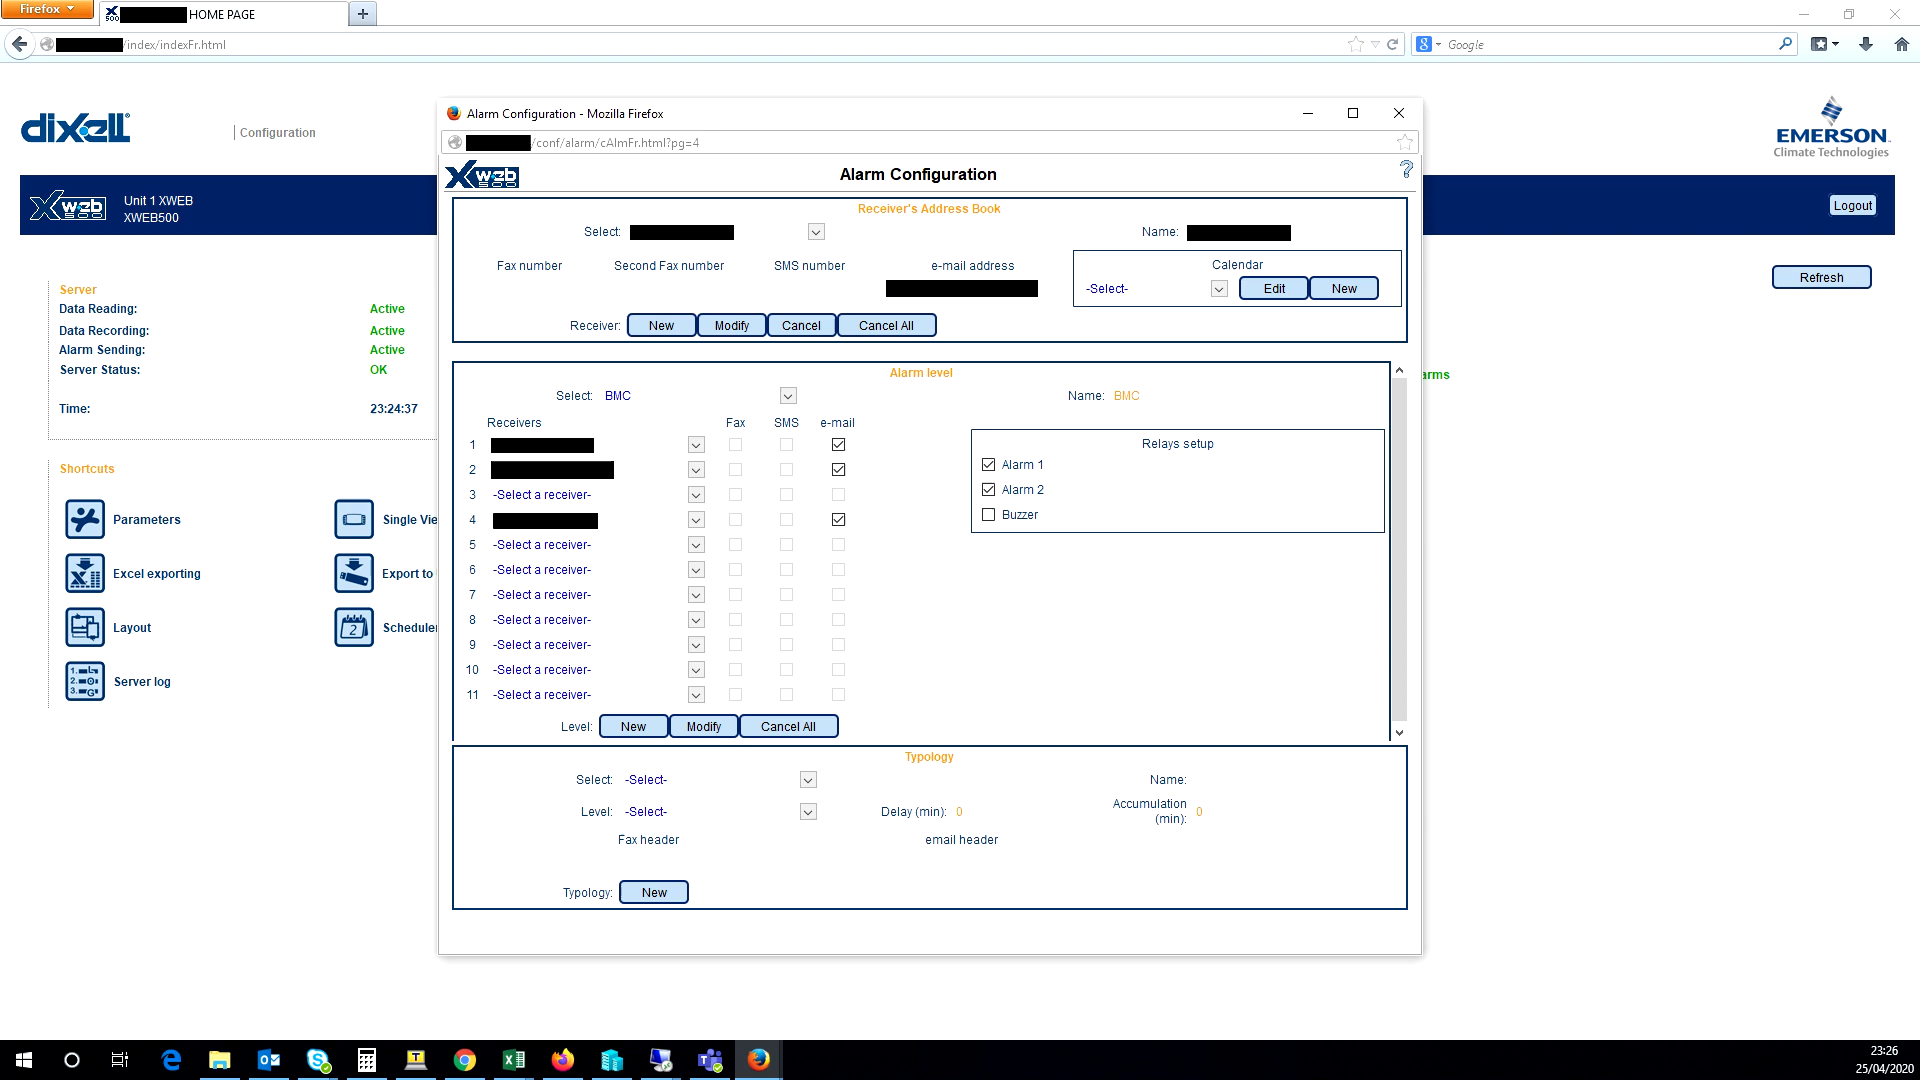 Firefox
X 500 HOME PAGE
/index/indexFr.html
8 Google
dixell
Configuration
EMERSON.
Climate Technologies
Xweb 500
Unit 1 XWEB
XWEB500
Logout
Refresh
Server
Data Reading: Active
Data Recording: Active
Alarm Sending: Active
Server Status: OK
Time: 23:24:37
Shortcuts
Parameters
Single Vie
Excel exporting
Export to
Layout
2
Scheduler
Server log
arms
Alarm Configuration - Mozilla Firefox
/conf/alarm/cAlmFr.html?pg=4
Xweb 500
Alarm Configuration
?
Receiver's Address Book
Select:
Name:
Fax number Second Fax number SMS number e-mail address
Calendar
-Select- Edit New
Receiver: New Modify Cancel Cancel All
Alarm level
Select: BMC
Name: BMC
Receivers Fax SMS e-mail
1
2
3 -Select a receiver-
4
5 -Select a receiver-
6 -Select a receiver-
7 -Select a receiver-
8 -Select a receiver-
9 -Select a receiver-
10 -Select a receiver-
11 -Select a receiver-
Relays setup
Alarm 1
Alarm 2
Buzzer
Level: New Modify Cancel All
Typology
Select: -Select-
Name:
Level: -Select-
Delay (min): 0
Accumulation
(min): 0
Fax header
email header
Typology: New
23:26
25/04/2020